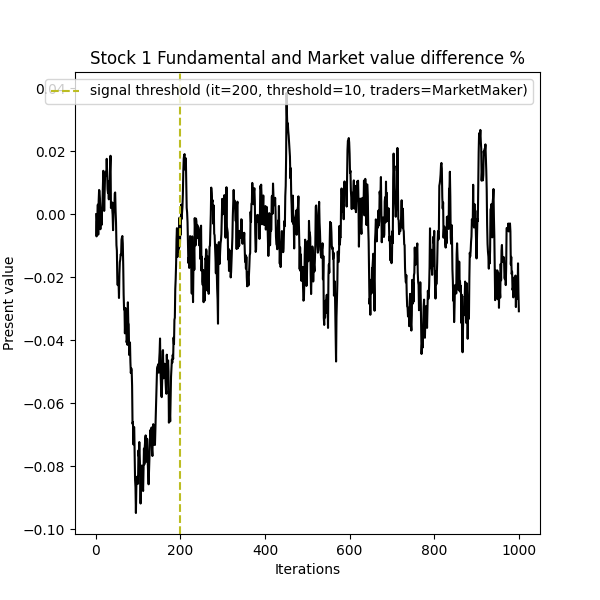 Stock 1 Fundamental and Market value difference %
signal threshold (it=200, threshold=10, traders=MarketMaker)
0.04
0.02
0.00
−0.02
−0.04
−0.06
−0.08
−0.10
Present value
0 200 400 600 800 1000
Iterations